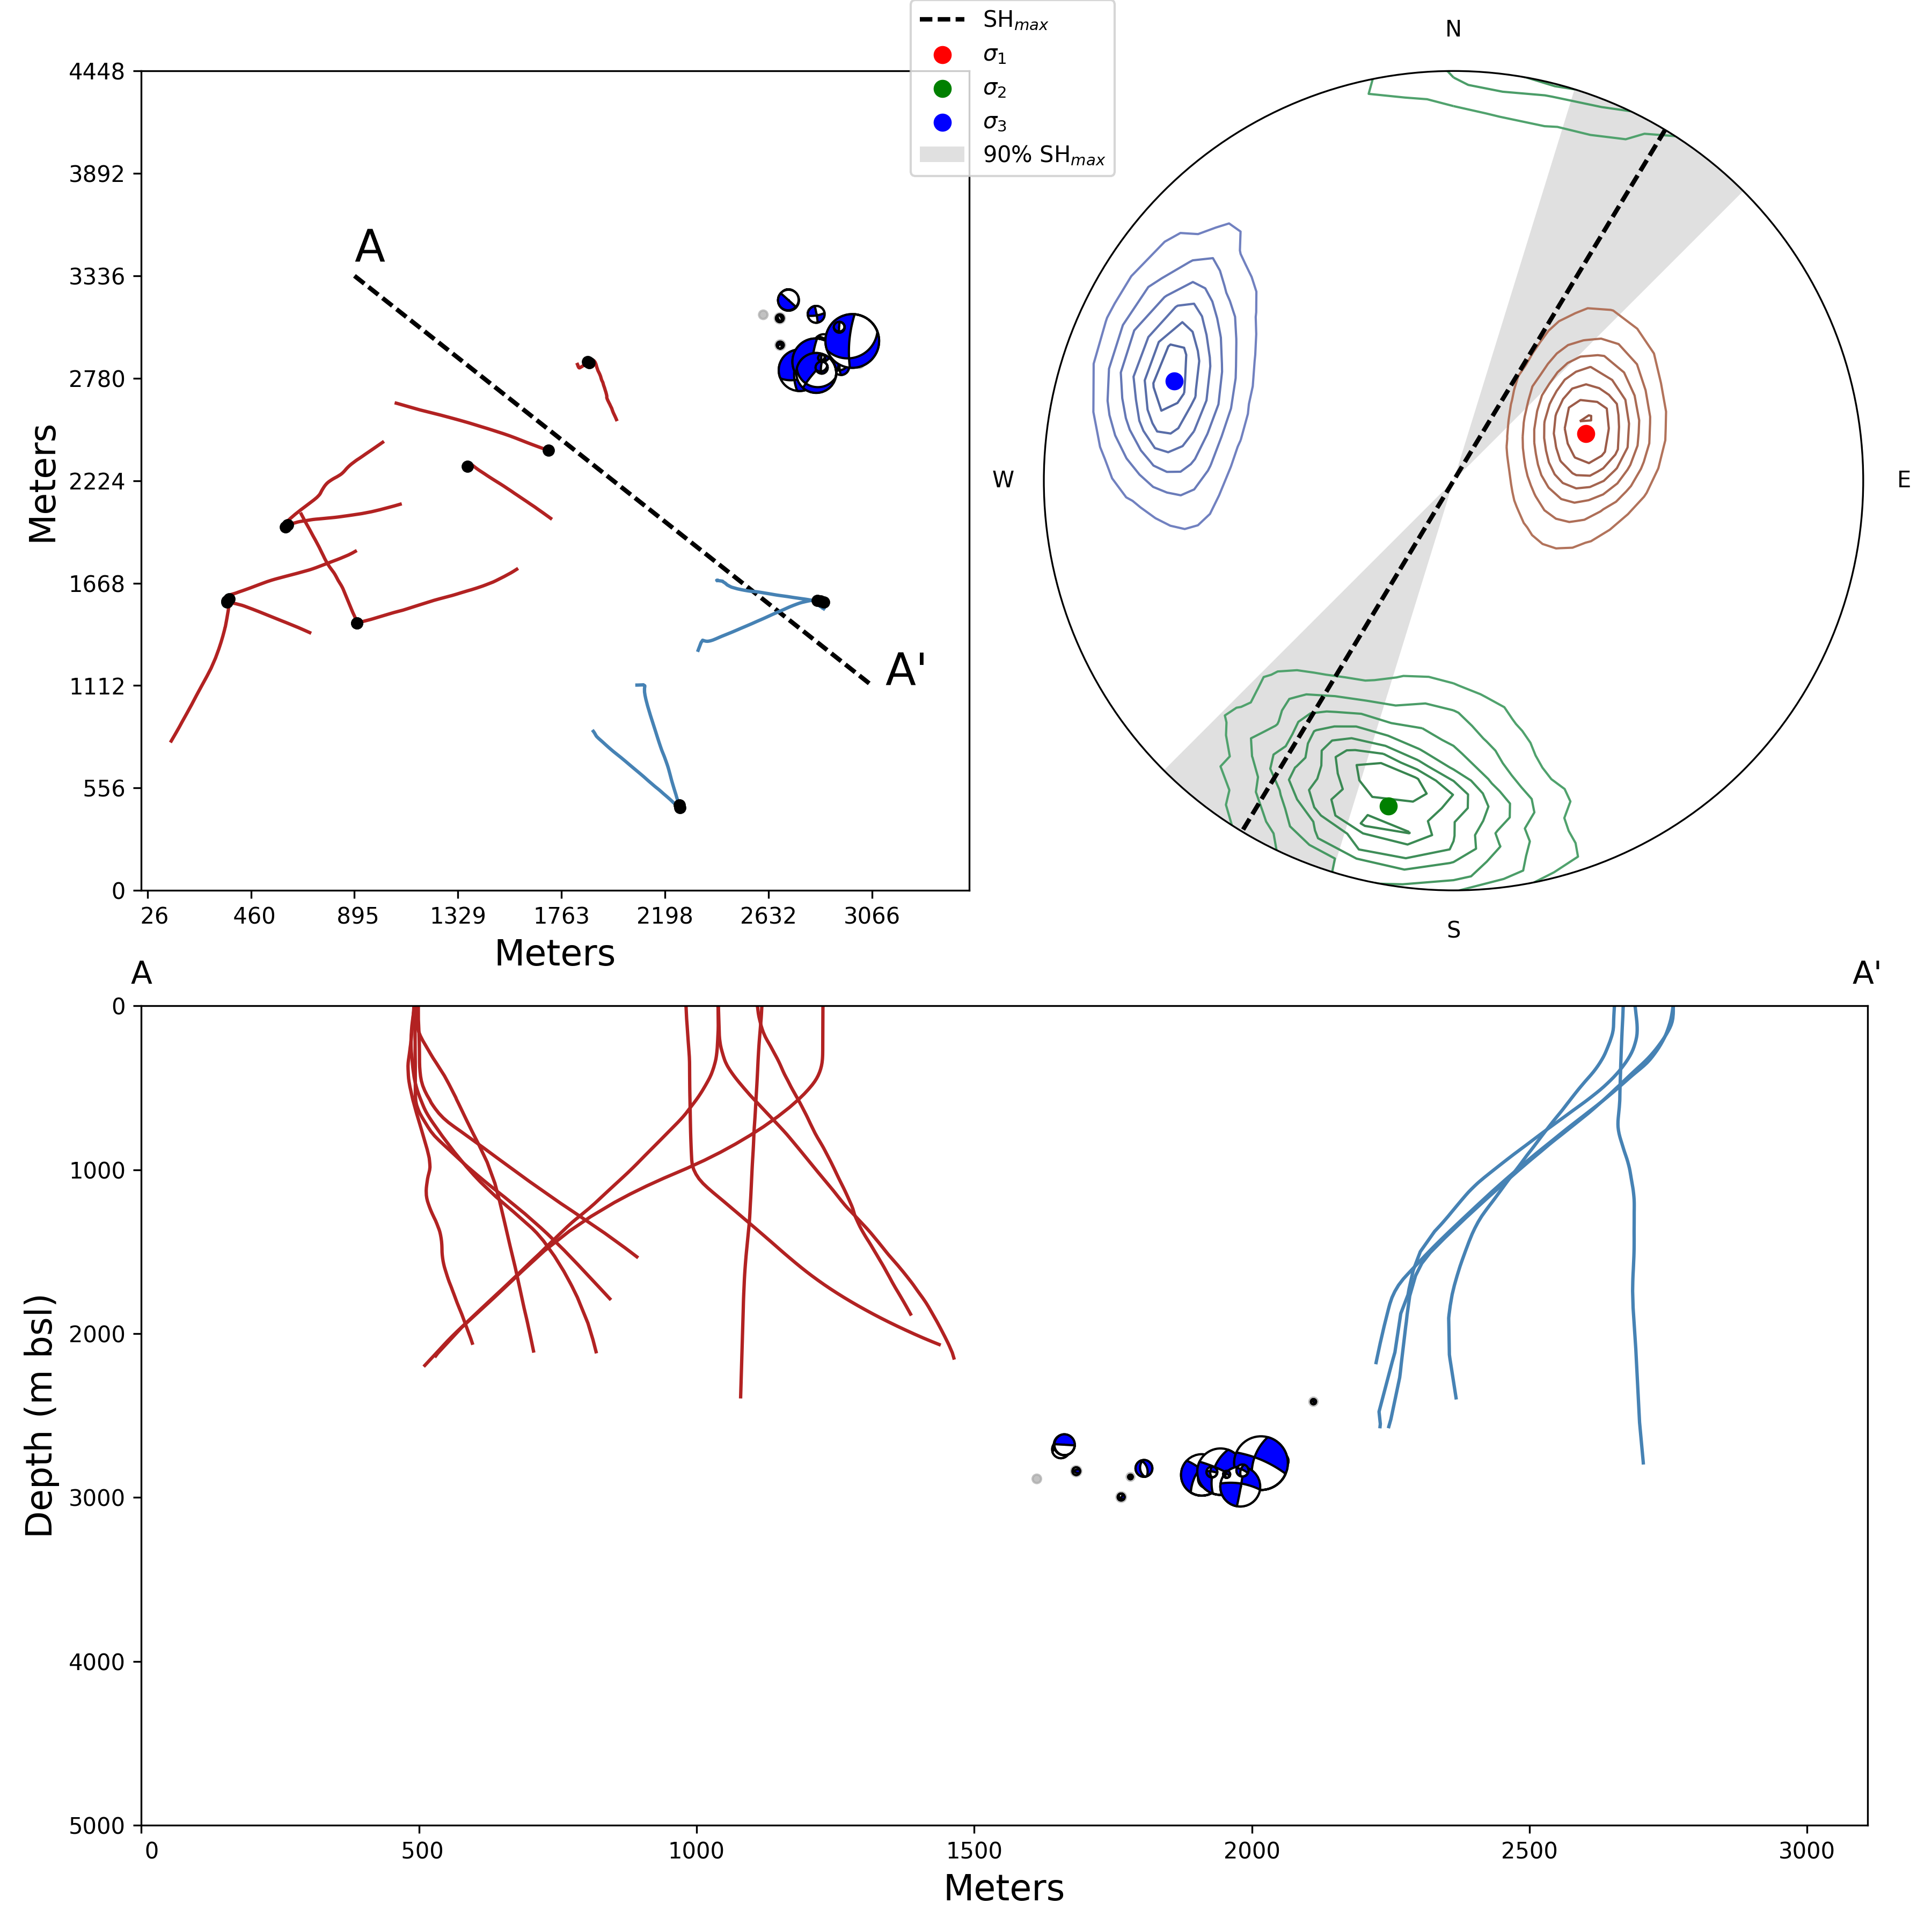 SHmax
σ1
σ2
σ3
90% SHmax
4448
3892
3336
2780
2224
1668
1112
556
0
Meters
26 460 895 1329 1763 2198 2632 3066
Meters
A
A'
N
W
E
S
A
A'
0
1000
2000
3000
4000
5000
Depth (m bsl)
0 500 1000 1500 2000 2500 3000
Meters